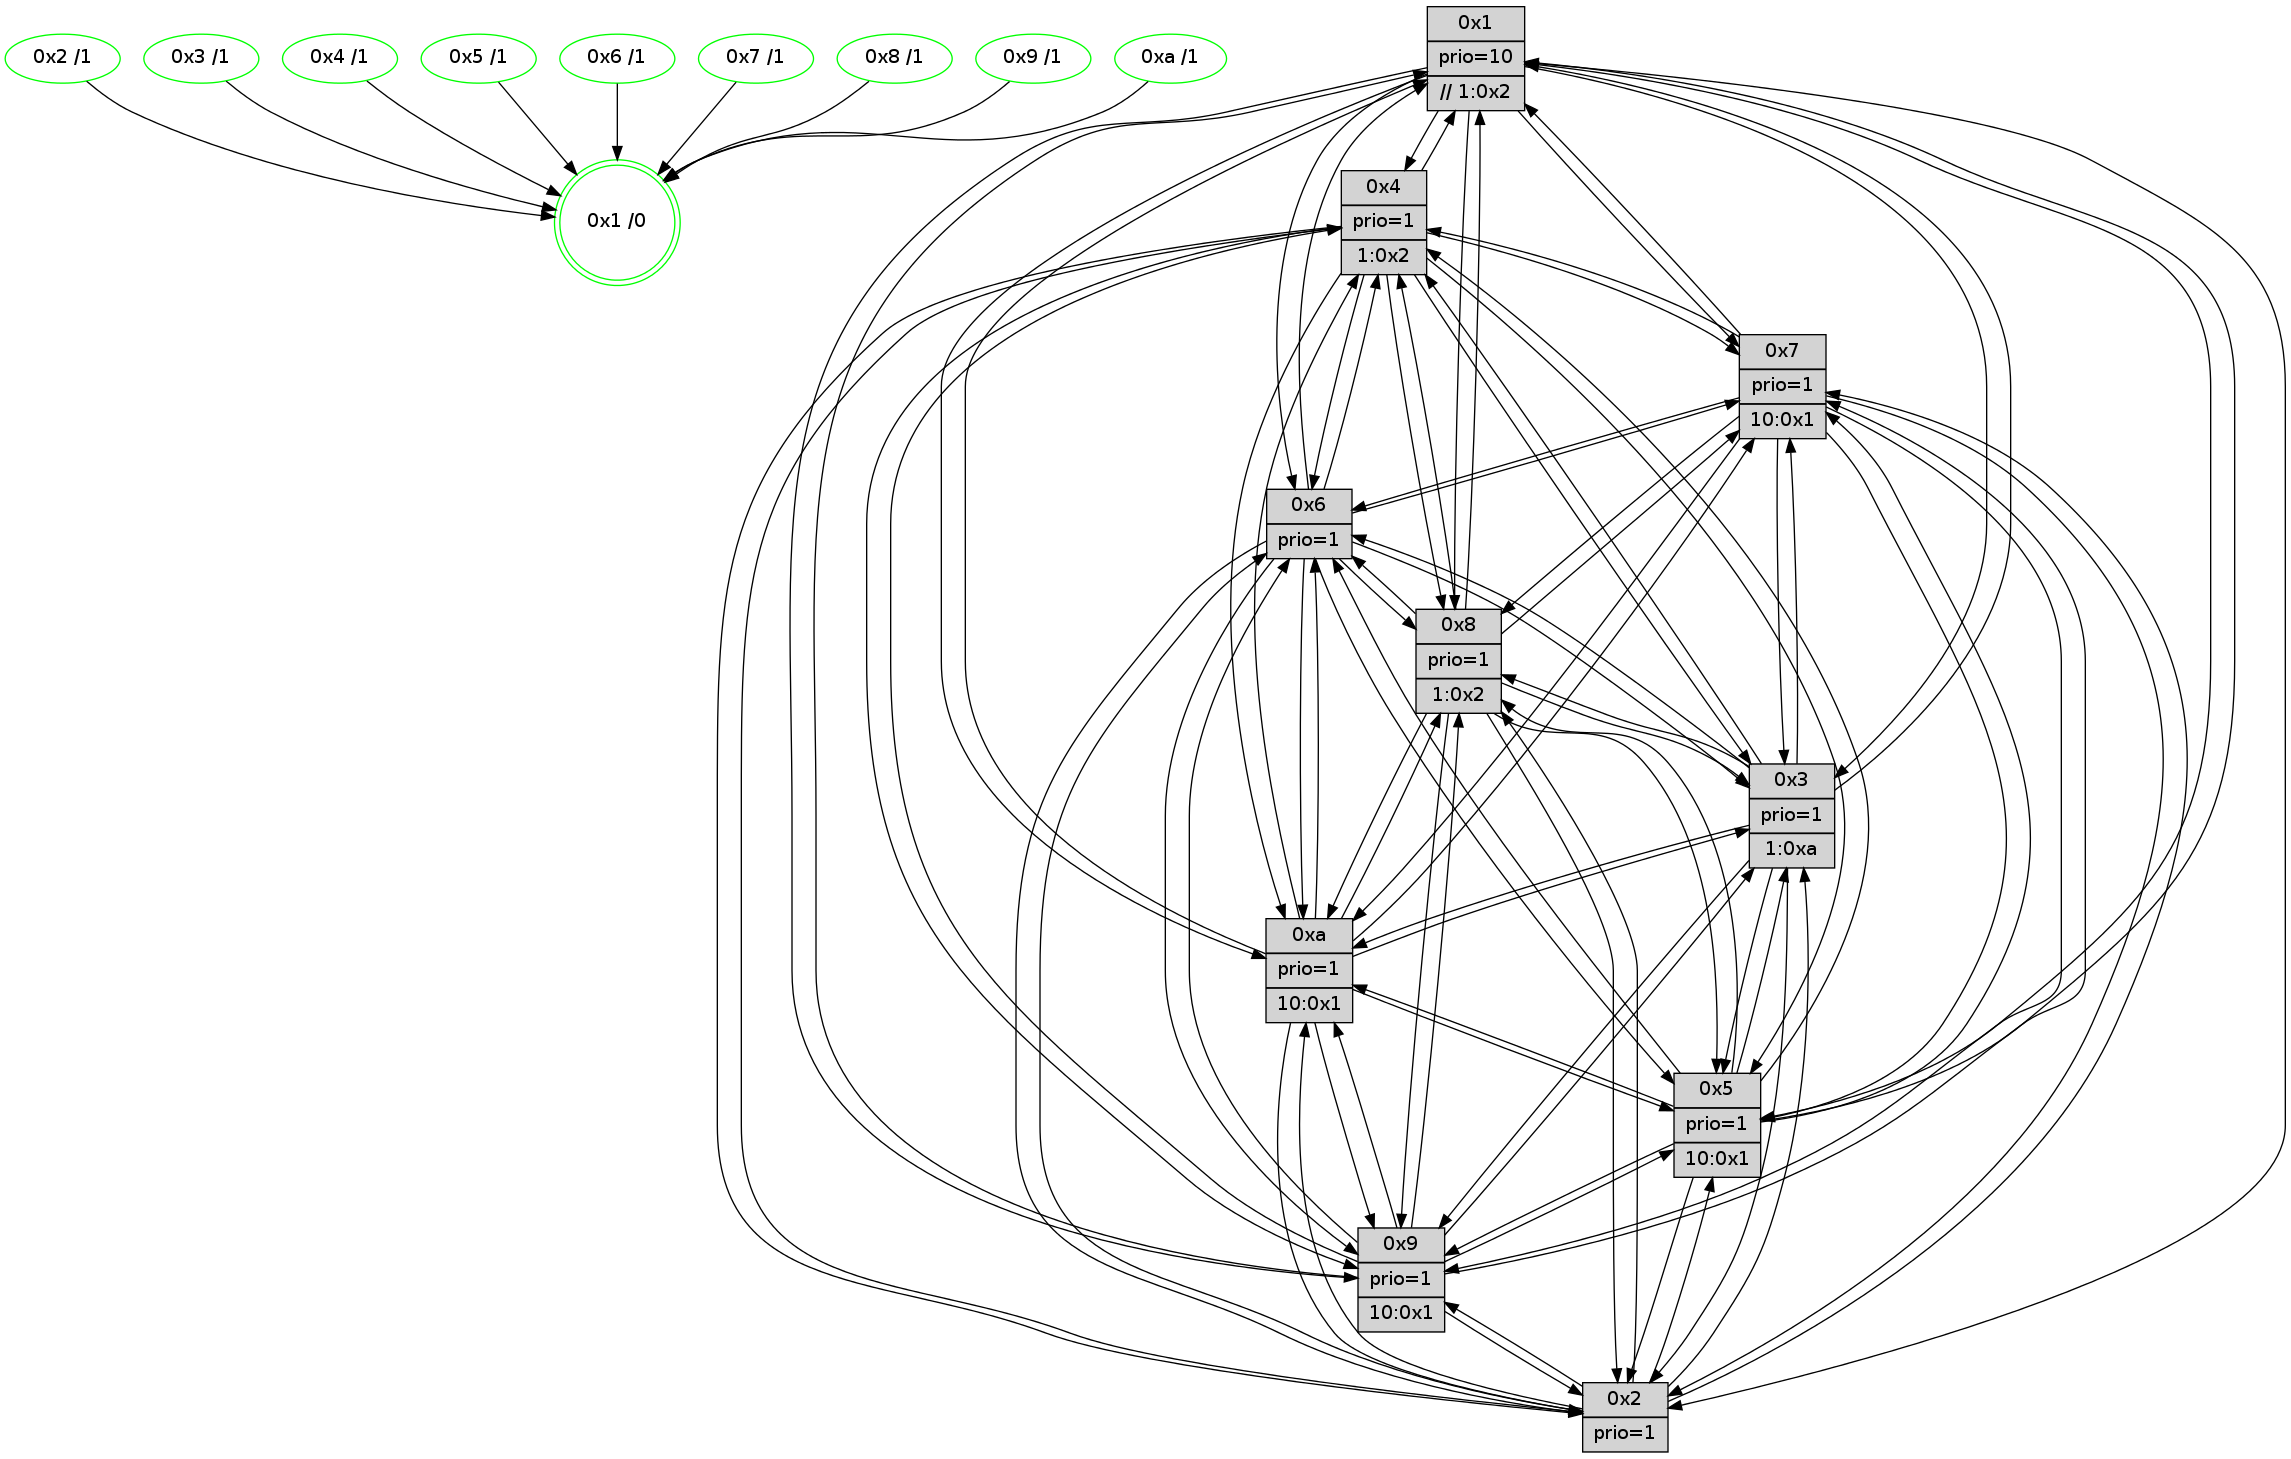 0x2 /1
0x3 /1
0x4 /1
0x5 /1
0x6 /1
0x7 /1
0x8 /1
0x9 /1
0xa /1
0x1 /0
0x1
prio=10
// 1:0x2
0x4
prio=1
1:0x2
0x7
prio=1
10:0x1
0x6
prio=1
0x8
prio=1
1:0x2
0x3
prio=1
1:0xa
0xa
prio=1
10:0x1
0x5
prio=1
10:0x1
0x9
prio=1
10:0x1
0x2
prio=1